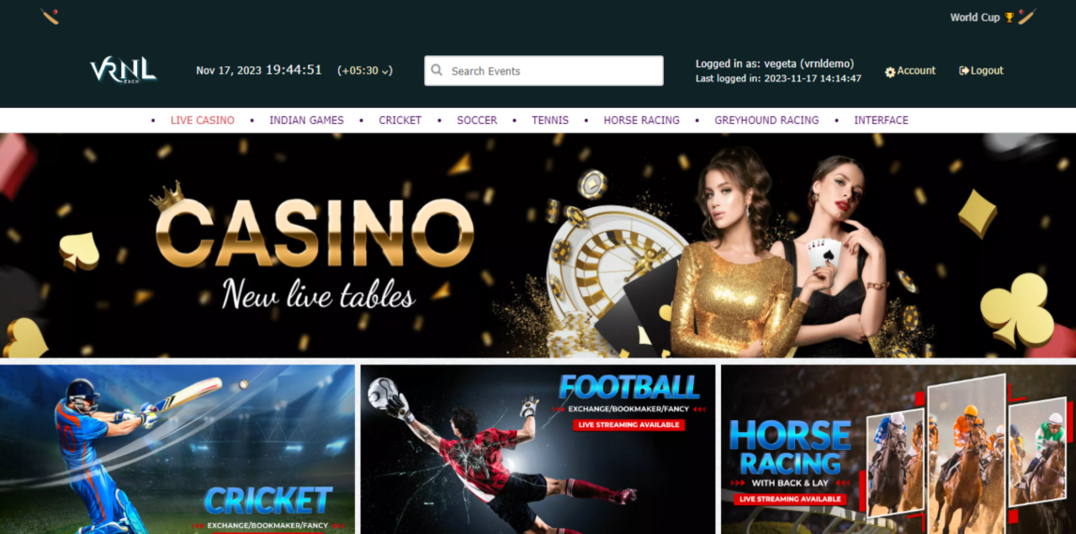 World Cup
VRNL
Nov 17, 2023 19:44:51 (+05:30)
Search Events
Logged in as: vegeta (vrnldemo)
Last logged in: 2023-11-17 14:14:47
Account
Logout
• LIVE CASINO • INDIAN GAMES • CRICKET • SOCCER • TENNIS • HORSE RACING • GREYHOUND RACING • INTERFACE
CASINO
New live tables
CRICKET
EXCHANGE/BOOKMAKER/FANCY
FOOTBALL
EXCHANGE/BOOKMAKER/FANCY
LIVE STREAMING AVAILABLE
HORSE
RACING
WITH BACK & LAY
LIVE STREAMING AVAILABLE